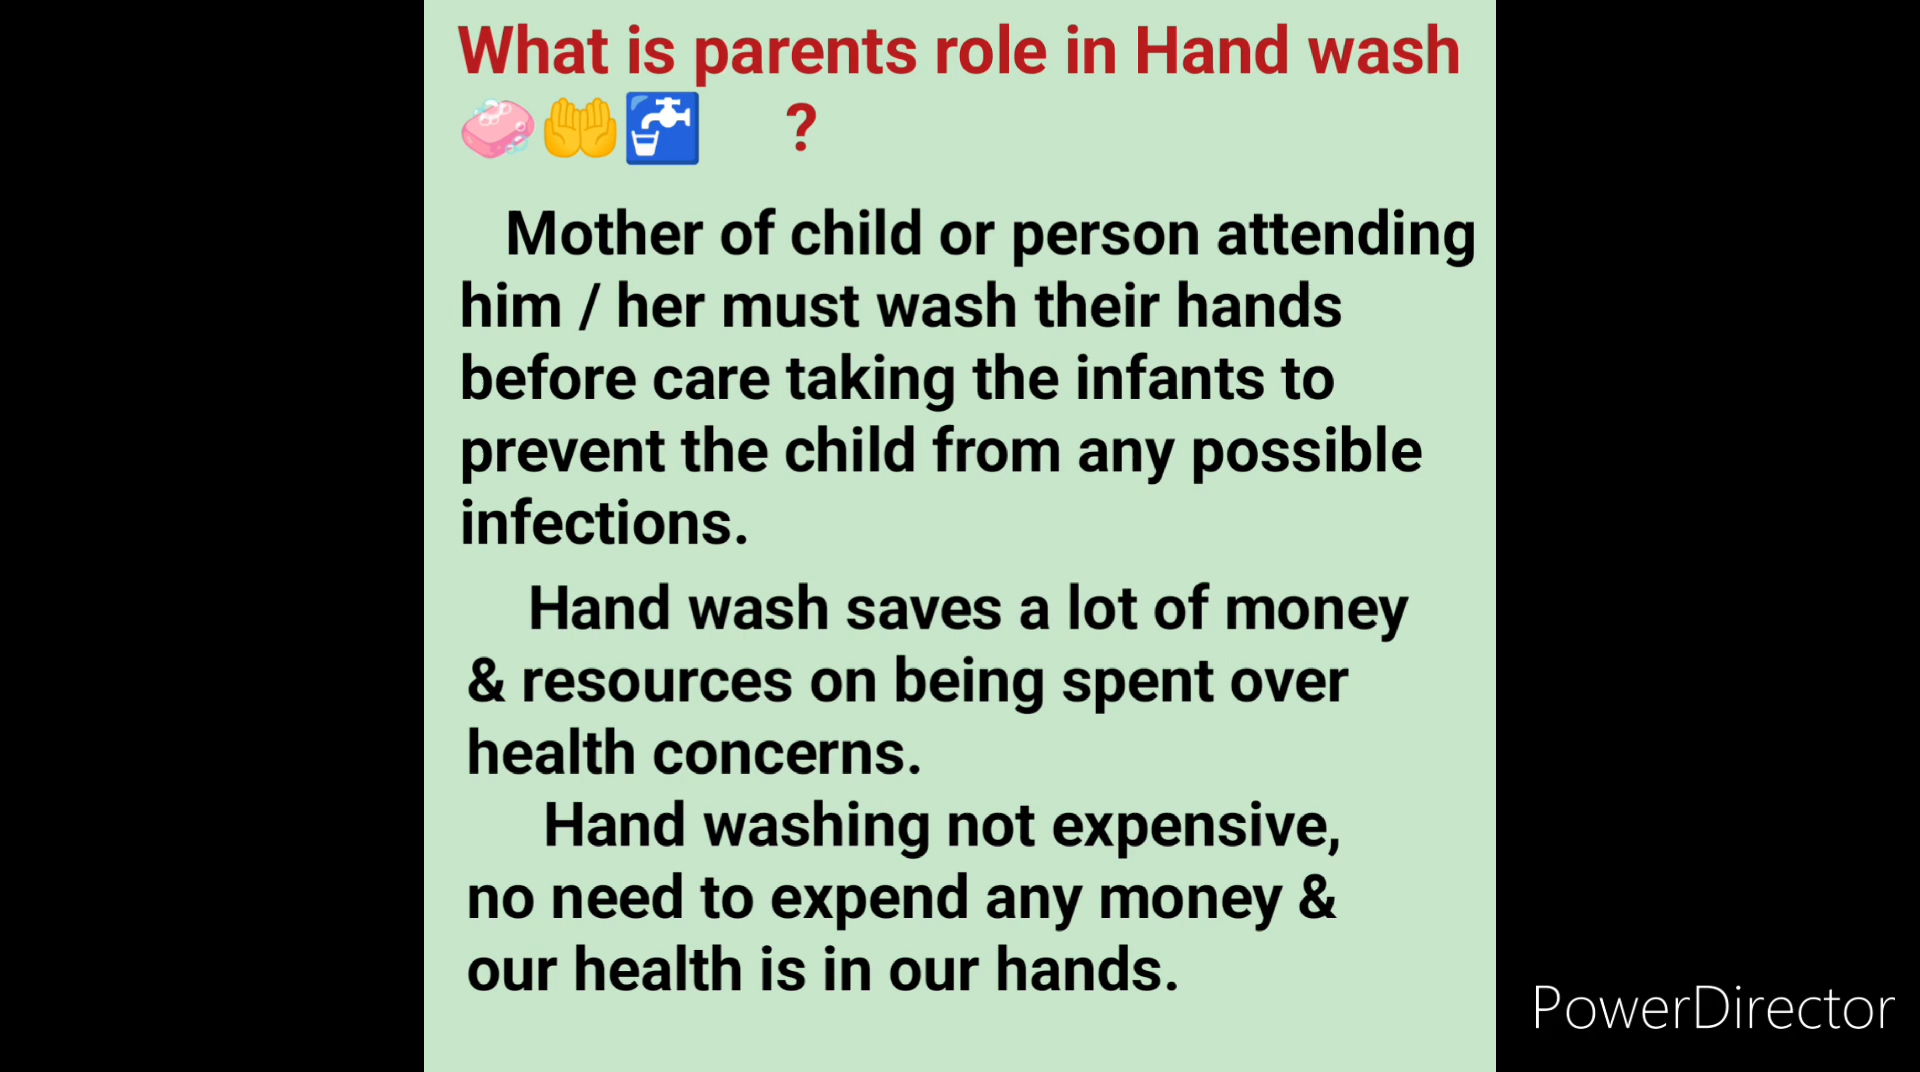 What is parents role in Hand wash
🧼🤲🚰 ?
Mother of child or person attending
him / her must wash their hands
before care taking the infants to
prevent the child from any possible
infections.
Hand wash saves a lot of money
& resources on being spent over
health concerns.
Hand washing not expensive,
no need to expend any money &
our health is in our hands.
PowerDirector